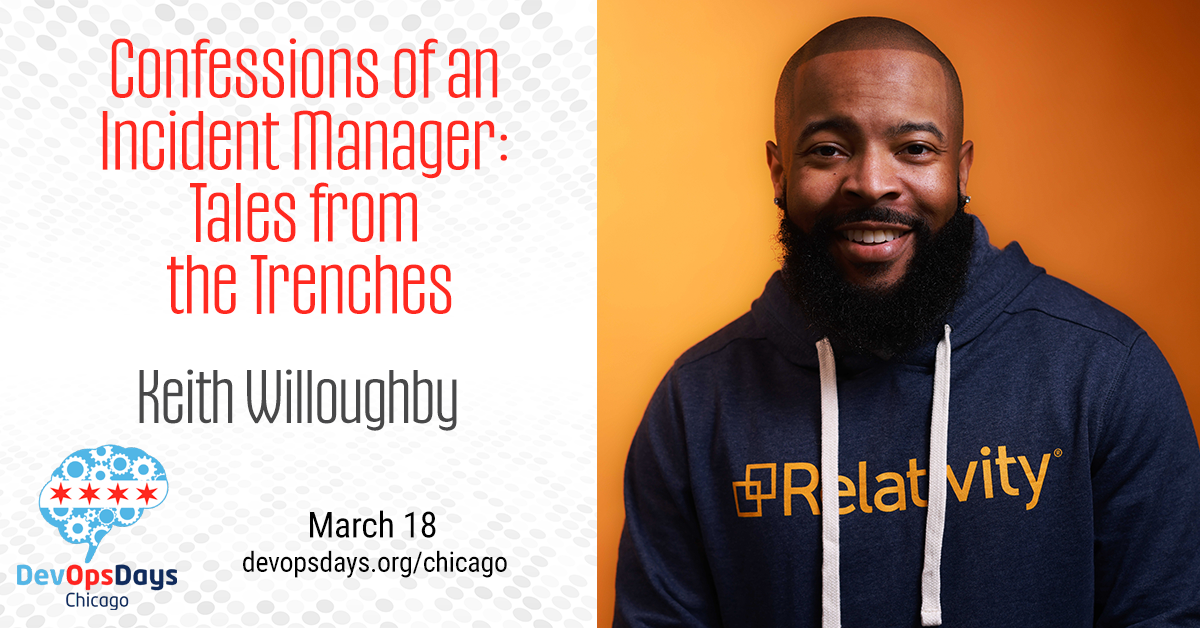 Confessions of an
Incident Manager:
Tales from
the Trenches
Keith Willoughby
DevOpsDays
Chicago
March 18
devopsdays.org/chicago
Relativity®